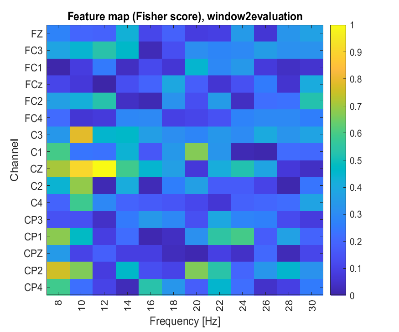 Feature map (Fisher score), window2evaluation
FZ
FC3
FC1
FCz
FC2
FC4
C3
C1
CZ
C2
C4
CP3
CP1
CPZ
CP2
CP4
Channel
8 10 12 14 16 18 20 22 24 26 28 30
Frequency [Hz]
1
0.9
0.8
0.7
0.6
0.5
0.4
0.3
0.2
0.1
0